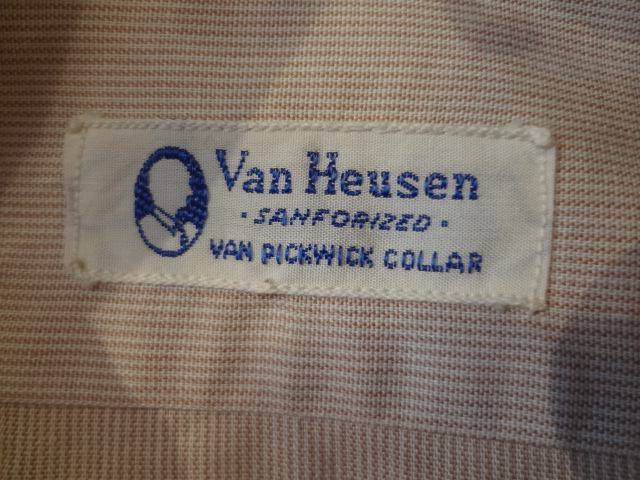 Van Heusen
· SANFORIZED ·
VAN PICKWICK COLLAR